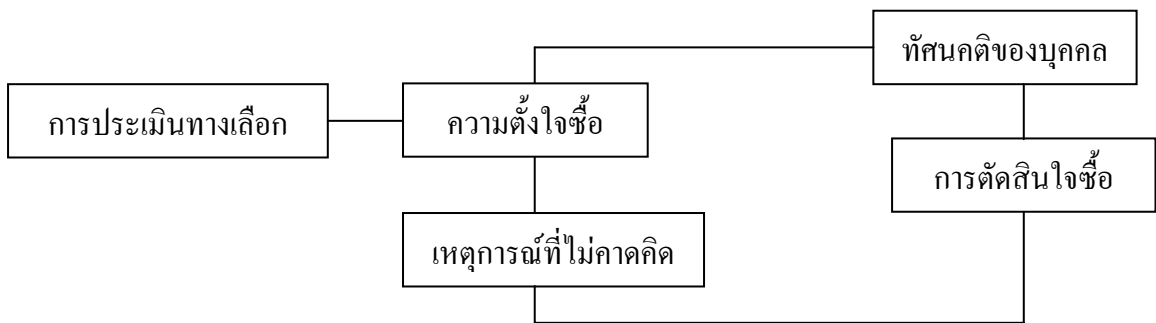 ทัศนคติของบุคคล
การประเมินทางเลือก
ความตั้งใจซื้อ
การตัดสินใจซื้อ
เหตุการณ์ที่ไม่คาดคิด